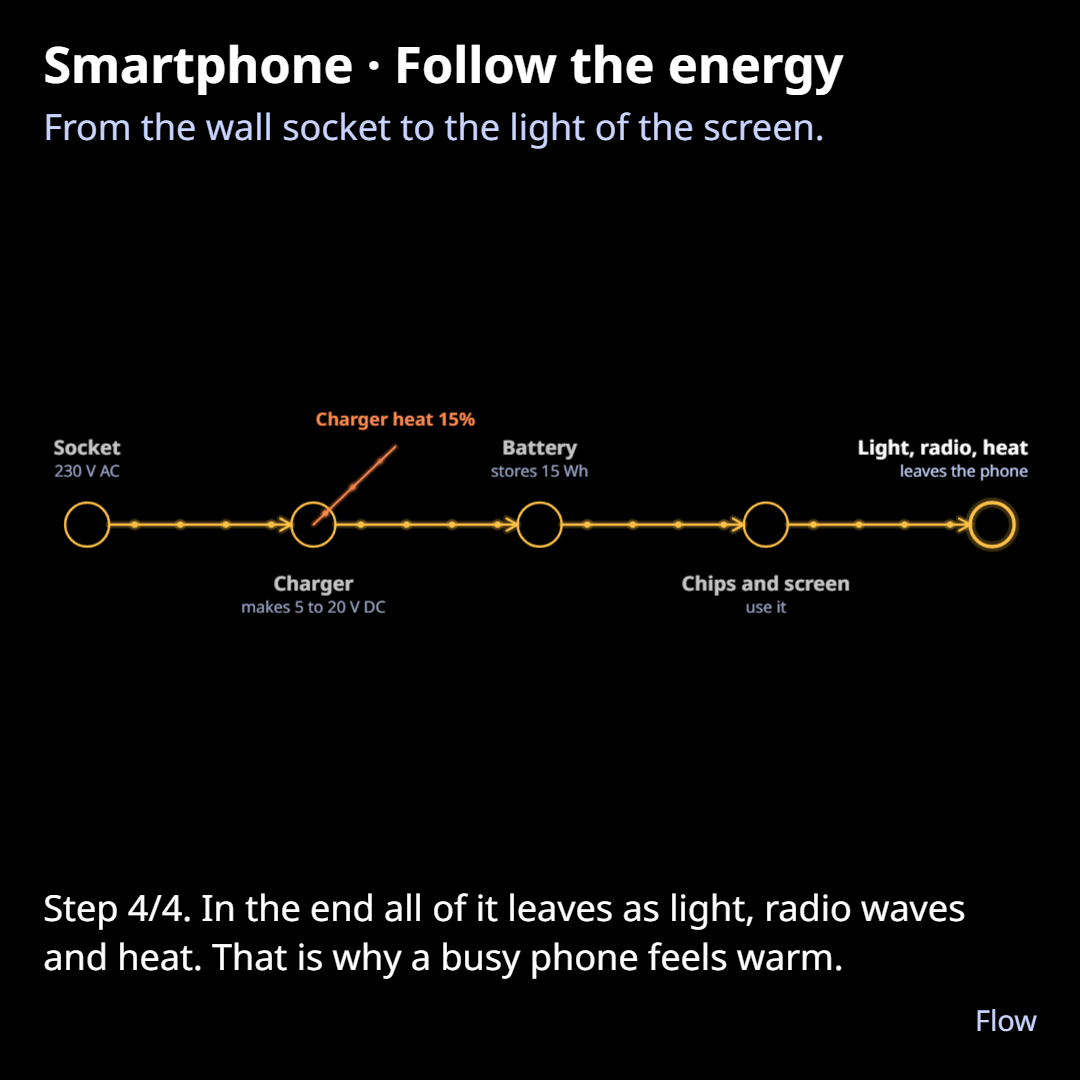 Smartphone · Follow the energy
From the wall socket to the light of the screen.
Charger heat 15%
Socket
230 V AC
Battery
stores 15 Wh
Light, radio, heat
leaves the phone
Charger
makes 5 to 20 V DC
Chips and screen
use it
Step 4/4. In the end all of it leaves as light, radio waves
and heat. That is why a busy phone feels warm.
Flow